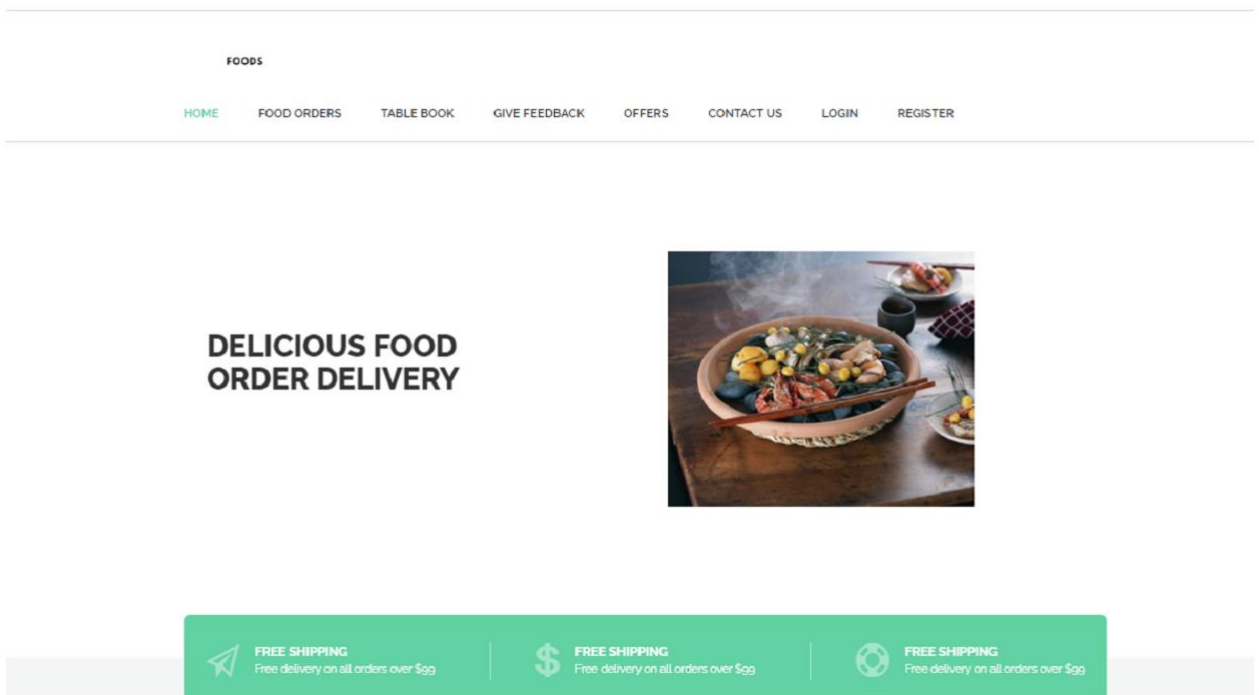 FOODS
HOME FOOD ORDERS TABLE BOOK GIVE FEEDBACK OFFERS CONTACT US LOGIN REGISTER
DELICIOUS FOOD
ORDER DELIVERY
FREE SHIPPING
Free delivery on all orders over $99
FREE SHIPPING
Free delivery on all orders over $99
FREE SHIPPING
Free delivery on all orders over $99